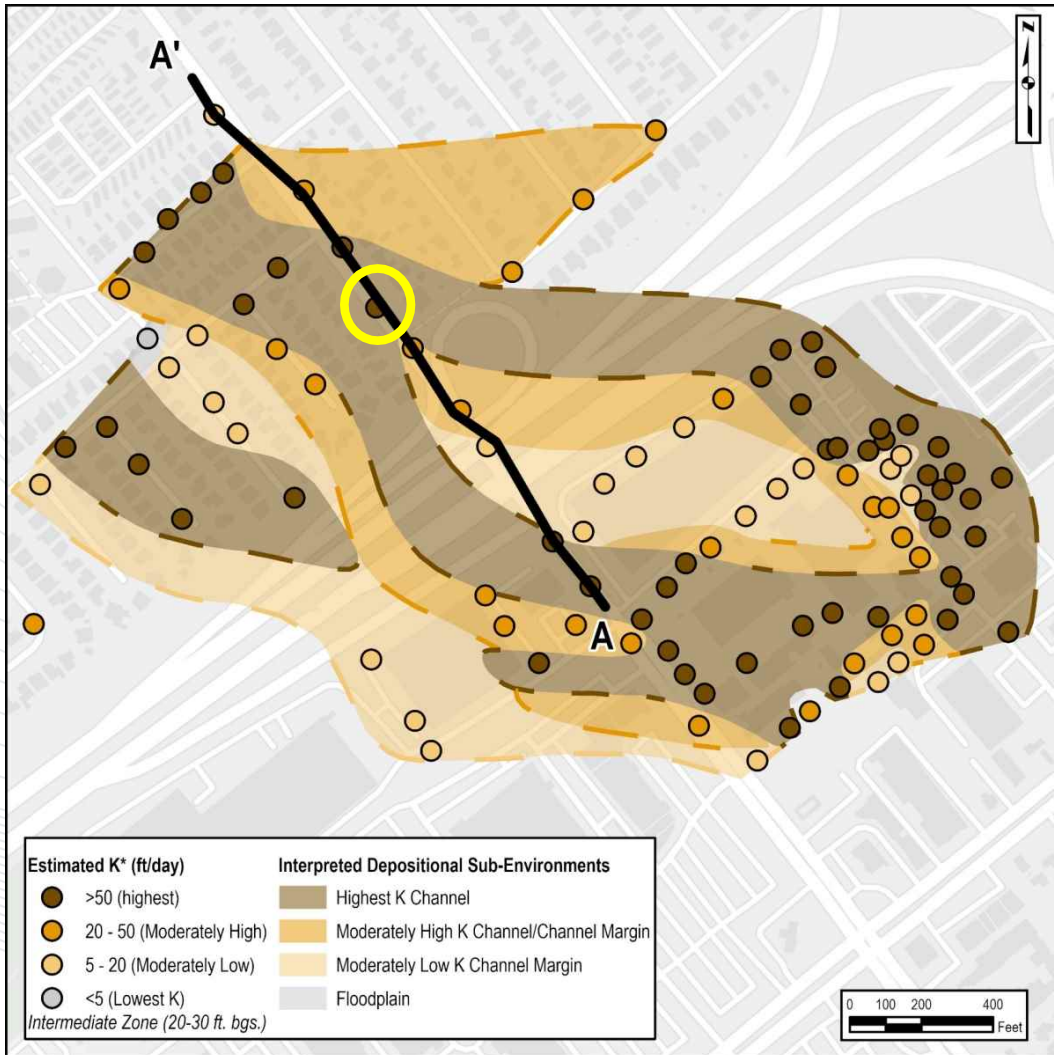 A'
N
A
Estimated K* (ft/day)
>50 (highest)
20 - 50 (Moderately High)
5 - 20 (Moderately Low)
<5 (Lowest K)
Intermediate Zone (20-30 ft. bgs.)
Interpreted Depositional Sub-Environments
Highest K Channel
Moderately High K Channel/Channel Margin
Moderately Low K Channel Margin
Floodplain
0 100 200 400
Feet